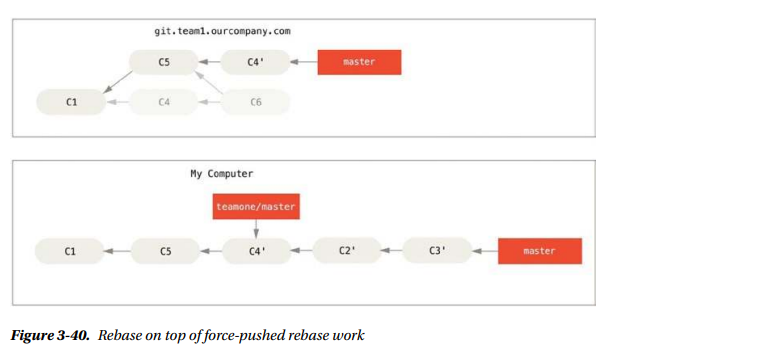 git.team1.ourcompany.com
C5 C4' master
C1 C4 C6
My Computer
teamone/master
C1 C5 C4' C2' C3' master
Figure 3-40. Rebase on top of force-pushed rebase work